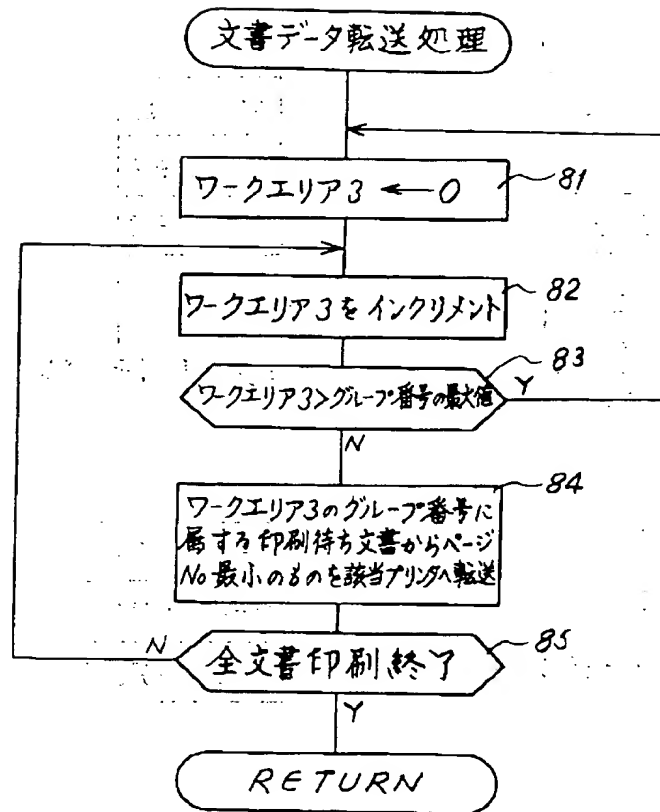 文書データ転送処理
ワークエリア3 ← 0
81
ワークエリア3をインクリメント
82
ワークエリア3>グループ番号の最大値
83
Y
N
ワークエリア3のグループ番号に
属する印刷待ち文書からページ
No最小のものを該当プリンタへ転送
84
全文書印刷終了
85
N
Y
RETURN